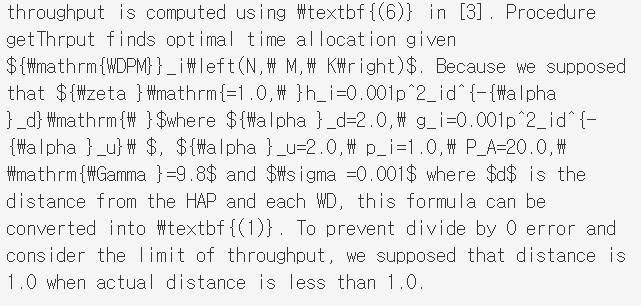 throughput is computed using ₩textbf{(6)} in [3]. Procedure
getThrput finds optimal time allocation given
${₩mathrm{₩DPM}}_i₩left(N,₩ M,₩ K₩right)$. Because we supposed
that ${₩zeta }₩mathrm{=1.0,₩ }h_i=0.001p^2_id^{-{₩alpha
}_d}₩mathrm{₩ }$where ${₩alpha }_d=2.0,₩ g_i=0.001p^2_id^{-
{₩alpha }_u}₩ $, ${₩alpha }_u=2.0,₩ p_i=1.0,₩ P_A=20.0,₩
₩mathrm{₩Gamma }=9.8$ and $₩sigma =0.001$ where $d$ is the
distance from the HAP and each WD, this formula can be
converted into ₩textbf{(1)}. To prevent divide by 0 error and
consider the limit of throughput, we supposed that distance is
1.0 when actual distance is less than 1.0.